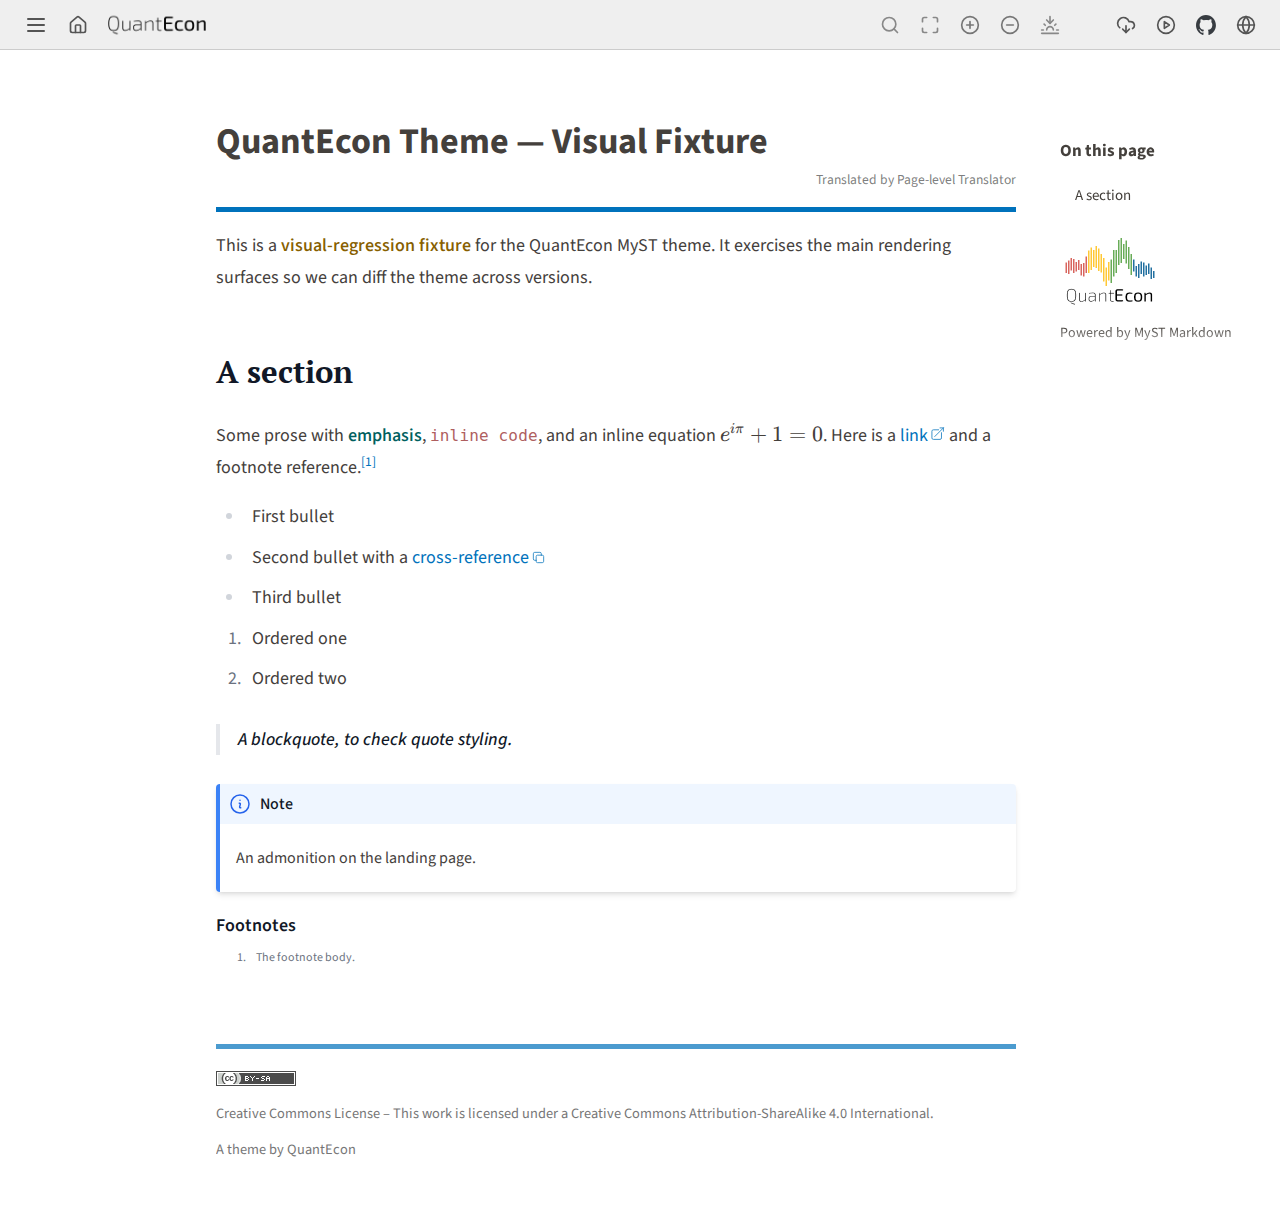 QuantEcon
QuantEcon Theme — Visual Fixture
Translated by Page-level Translator
This is a visual-regression fixture for the QuantEcon MyST theme. It exercises the main rendering
surfaces so we can diff the theme across versions.
A section
Some prose with emphasis, inline code, and an inline equation e^{iπ} + 1 = 0. Here is a link and a
footnote reference.[1]
First bullet
Second bullet with a cross-reference
Third bullet
1. Ordered one
2. Ordered two
A blockquote, to check quote styling.
Note
An admonition on the landing page.
Footnotes
1. The footnote body.
(cc) BY-SA
Creative Commons License – This work is licensed under a Creative Commons Attribution-ShareAlike 4.0 International.
A theme by QuantEcon
On this page
A section
QuantEcon
Powered by MyST Markdown